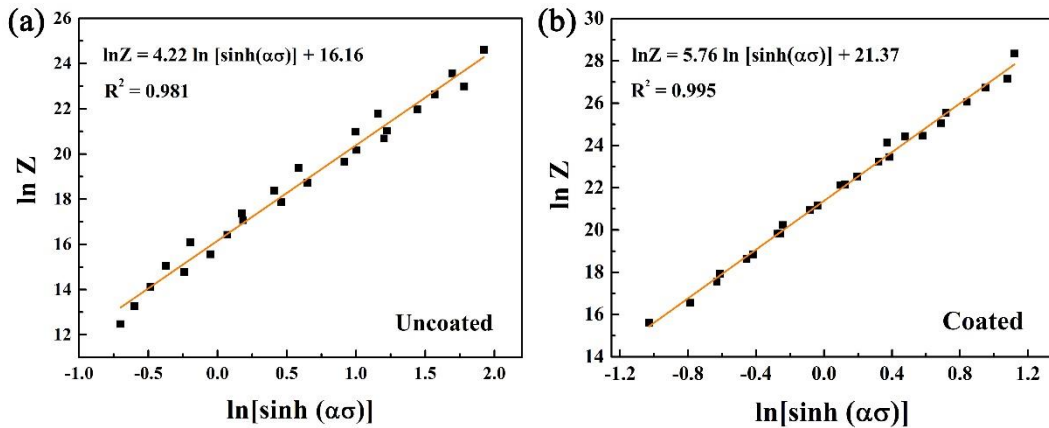 (a)
26
24
22
20
18
16
14
12
ln Z
lnZ = 4.22 ln [sinh(ασ)] + 16.16
R² = 0.981
Uncoated
-1.0 -0.5 0.0 0.5 1.0 1.5 2.0
ln[sinh (ασ)]
(b)
30
28
26
24
22
20
18
16
14
ln Z
lnZ = 5.76 ln [sinh(ασ)] + 21.37
R² = 0.995
Coated
-1.2 -0.8 -0.4 0.0 0.4 0.8 1.2
ln[sinh (ασ)]